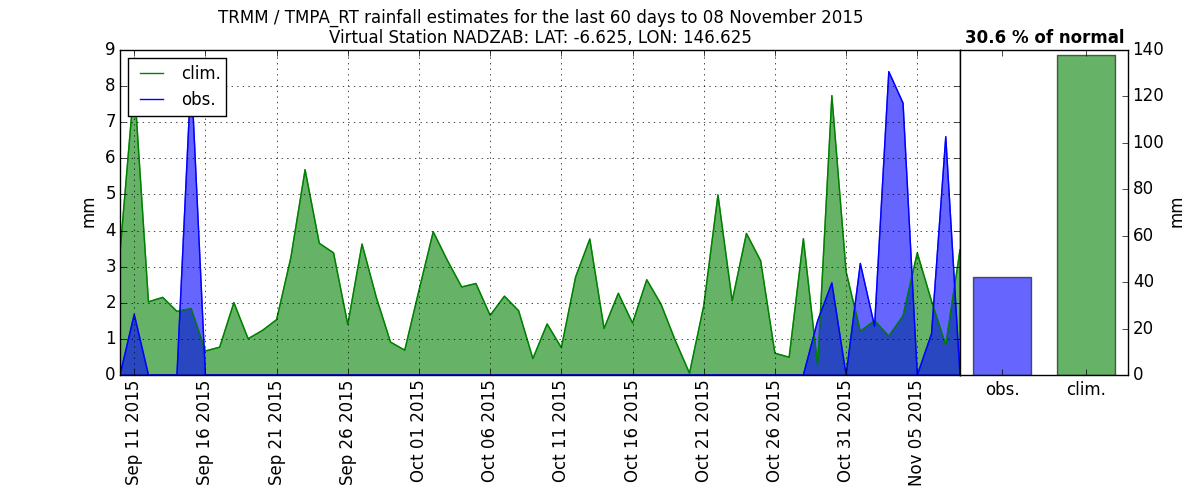 TRMM / TMPA_RT rainfall estimates for the last 60 days to 08 November 2015
Virtual Station NADZAB: LAT: -6.625, LON: 146.625
30.6 % of normal
clim.
obs.
9
8
7
6
5
4
3
2
1
0
mm
Sep 11 2015
Sep 16 2015
Sep 21 2015
Sep 26 2015
Oct 01 2015
Oct 06 2015
Oct 11 2015
Oct 16 2015
Oct 21 2015
Oct 26 2015
Oct 31 2015
Nov 05 2015
140
120
100
80
60
40
20
0
mm
obs.
clim.